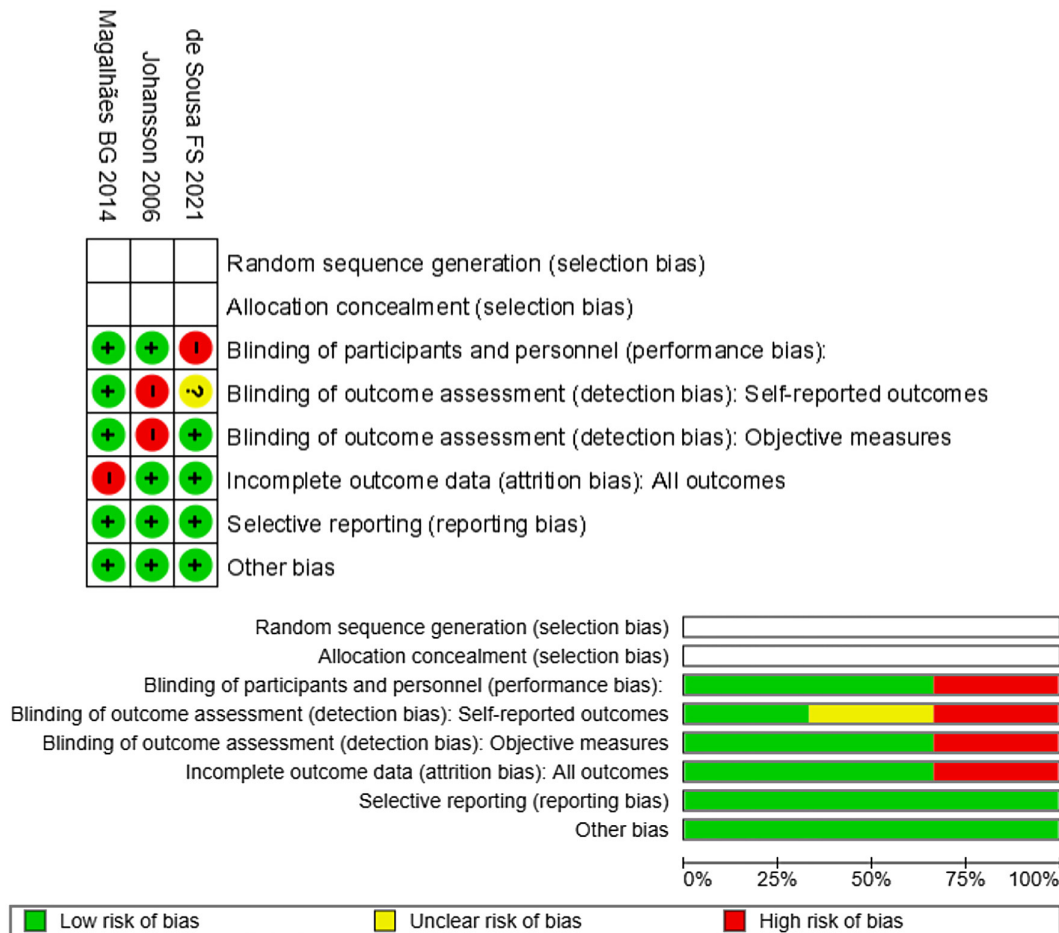 Magalhães BG 2014
Johansson 2006
de Sousa FS 2021
Random sequence generation (selection bias)
Allocation concealment (selection bias)
+ + − Blinding of participants and personnel (performance bias):
+ − ? Blinding of outcome assessment (detection bias): Self-reported outcomes
+ − + Blinding of outcome assessment (detection bias): Objective measures
− + + Incomplete outcome data (attrition bias): All outcomes
+ + + Selective reporting (reporting bias)
+ + + Other bias
Random sequence generation (selection bias)
Allocation concealment (selection bias)
Blinding of participants and personnel (performance bias):
Blinding of outcome assessment (detection bias): Self-reported outcomes
Blinding of outcome assessment (detection bias): Objective measures
Incomplete outcome data (attrition bias): All outcomes
Selective reporting (reporting bias)
Other bias
0% 25% 50% 75% 100%
Low risk of bias Unclear risk of bias High risk of bias